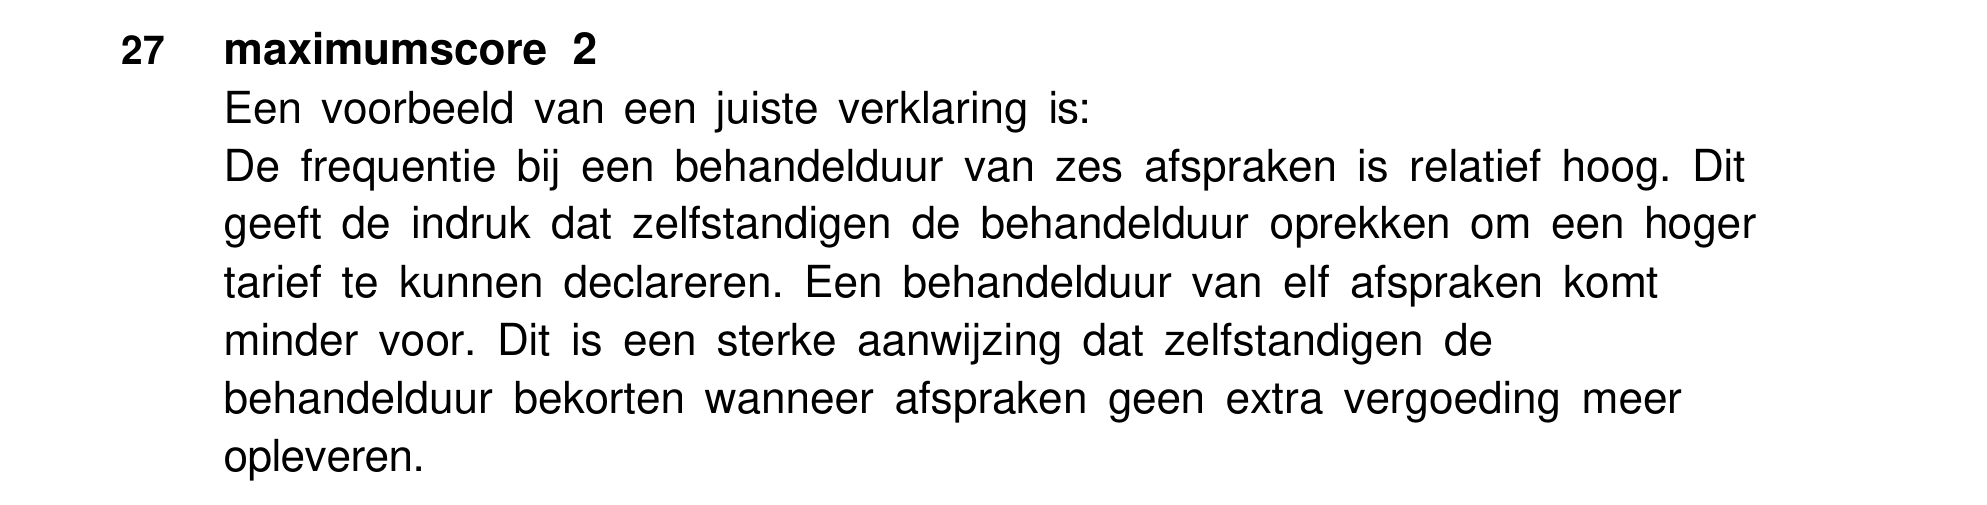 27 maximumscore 2
Een voorbeeld van een juiste verklaring is:
De frequentie bij een behandelduur van zes afspraken is relatief hoog. Dit
geeft de indruk dat zelfstandigen de behandelduur oprekken om een hoger
tarief te kunnen declareren. Een behandelduur van elf afspraken komt
minder voor. Dit is een sterke aanwijzing dat zelfstandigen de
behandelduur bekorten wanneer afspraken geen extra vergoeding meer
opleveren.